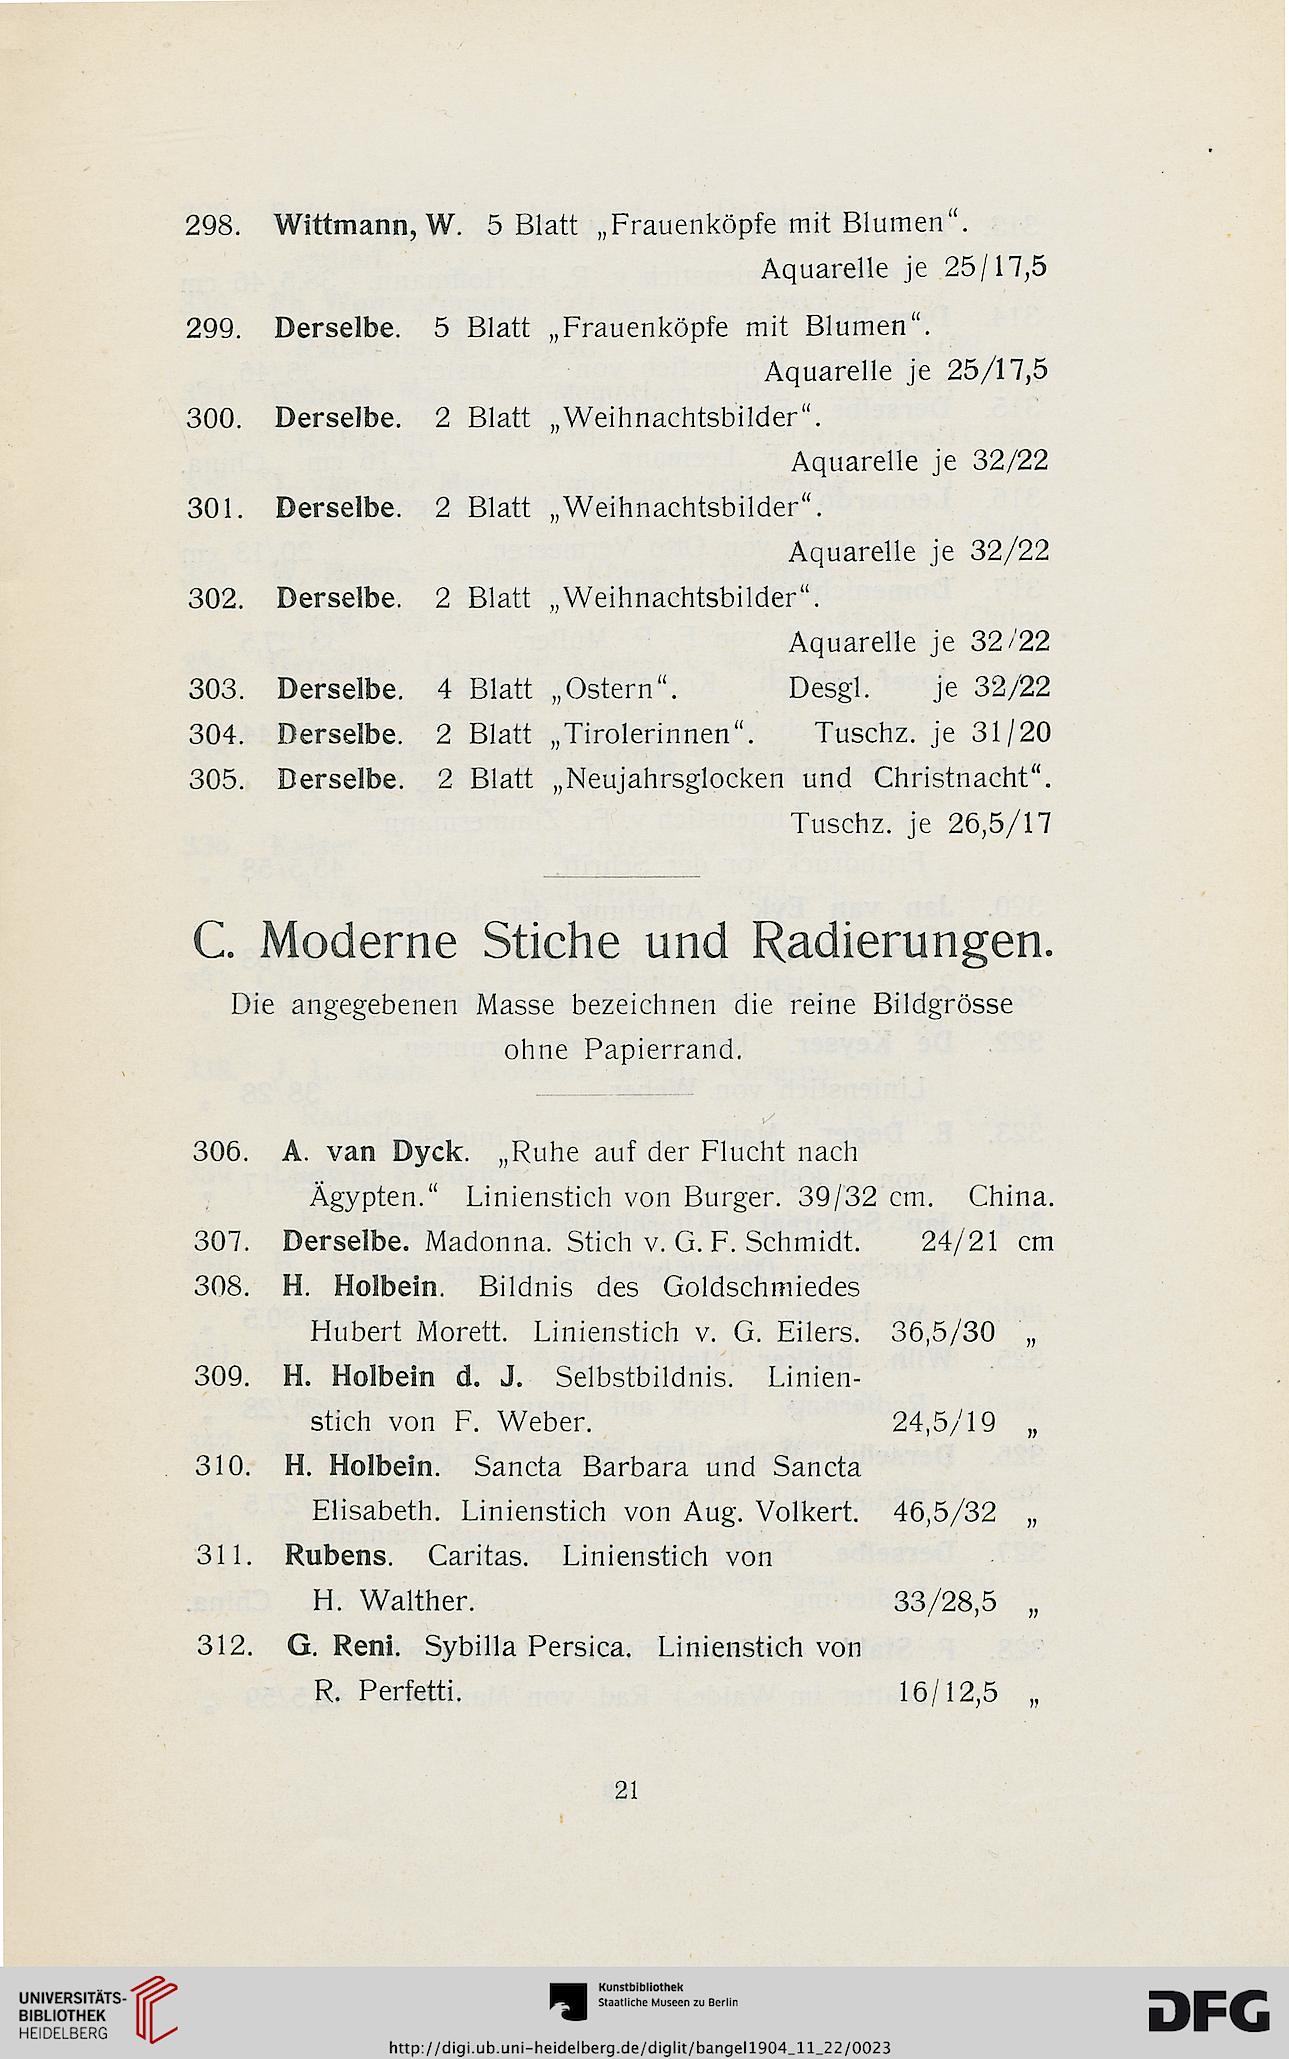 298. Wittmann, W. 5 Blatt „Frauenköpfe mit Blumen“.
Aquarelle je 25/17,5
299. Derselbe. 5 Blatt „Frauenköpfe mit Blumen“.
Aquarelle je 25/17,5
300. Derselbe. 2 Blatt „Weihnachtsbilder“.
Aquarelle je 32/22
301. Derselbe. 2 Blatt „Weihnachtsbilder“.
Aquarelle je 32/22
302. Derselbe. 2 Blatt „Weihnachtsbilder“.
Aquarelle je 32/22
303. Derselbe. 4 Blatt „Ostern“. Desgl. je 32/22
304. Derselbe. 2 Blatt „Tirolerinnen“. Tuschz. je 31/20
305. Derselbe. 2 Blatt „Neujahrsglocken und Christnacht“.
Tuschz. je 26,5/17
C. Moderne Stiche und Radierungen.
Die angegebenen Masse bezeichnen die reine Bildgrösse
ohne Papierrand.
306. A. van Dyck. „Ruhe auf der Flucht nach
Ägypten.“ Linienstich von Burger. 39/32 cm. China.
307. Derselbe. Madonna. Stich v. G. F. Schmidt. 24/21 cm
308. H. Holbein. Bildnis des Goldschmiedes
Hubert Morett. Linienstich v. G. Eilers. 36,5/30 „
309. H. Holbein d. J. Selbstbildnis. Linien-
stich von F. Weber. 24,5/19 „
310. H. Holbein. Sancta Barbara und Sancta
Elisabeth. Linienstich von Aug. Volkert. 46,5/32 „
311. Rubens. Caritas. Linienstich von
H. Walther. 33/28,5 „
312. G. Reni. Sybilla Persica. Linienstich von
R. Perfetti. 16/12,5 „
21
UNIVERSITÄTS-
BIBLIOTHEK
HEIDELBERG
Kunstbibliothek
Staatliche Museen zu Berlin
DFG
http://digi.ub.uni-heidelberg.de/diglit/bangel1904_11_22/0023